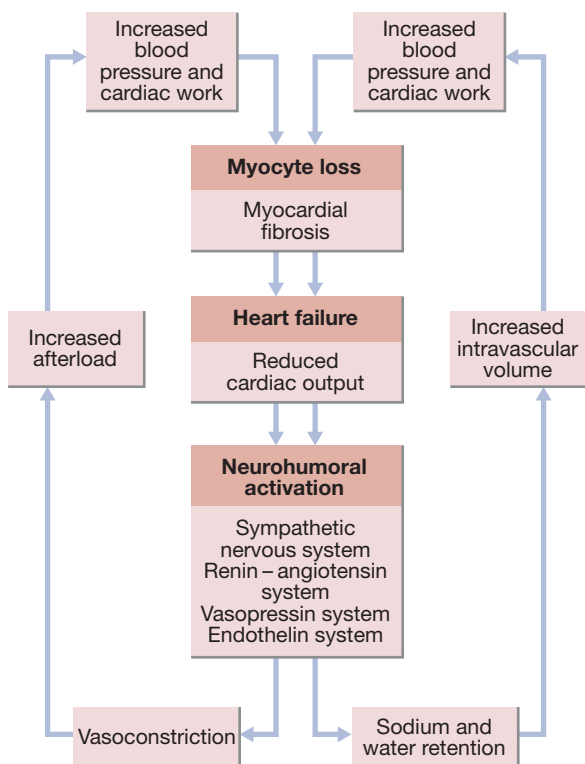 Increased
blood
pressure and
cardiac work
Increased
blood
pressure and
cardiac work
Myocyte loss
Myocardial
fibrosis
Heart failure
Reduced
cardiac output
Increased
afterload
Increased
intravascular
volume
Neurohumoral
activation
Sympathetic
nervous system
Renin – angiotensin
system
Vasopressin system
Endothelin system
Vasoconstriction
Sodium and
water retention